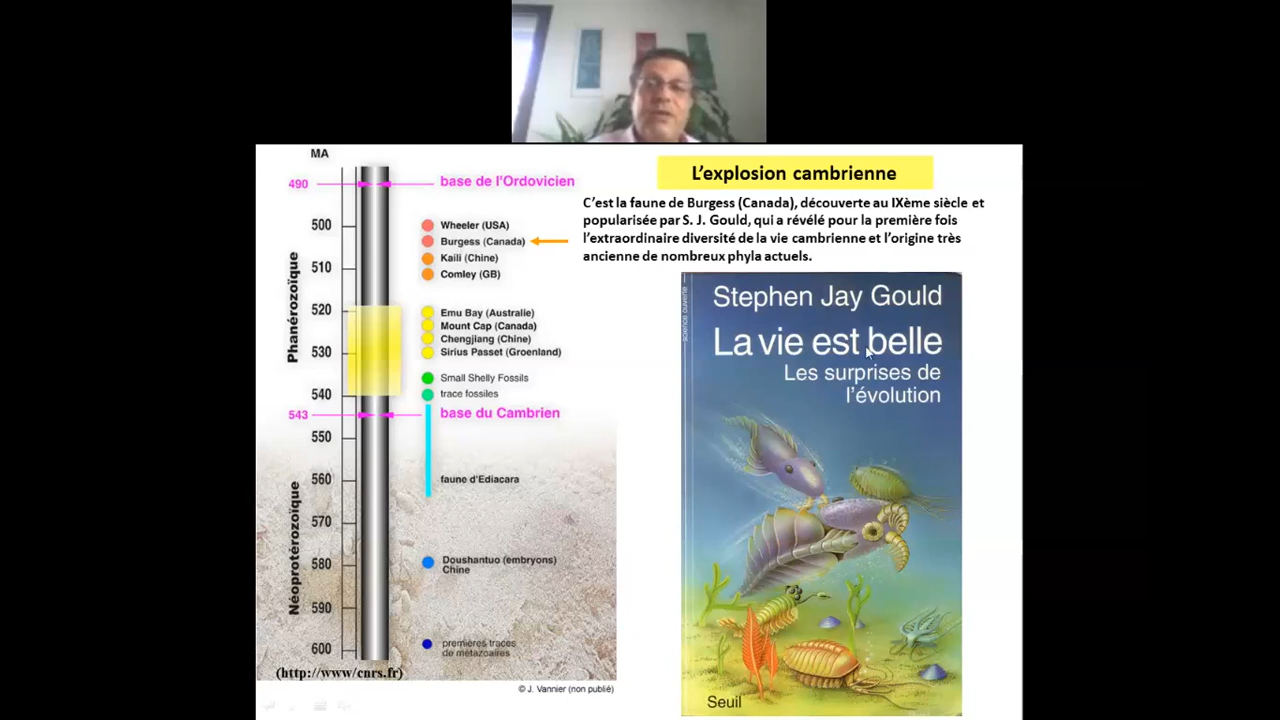 MA
490
base de l'Ordovicien
500
Wheeler (USA)
Burgess (Canada)
Kaili (Chine)
510
Comley (GB)
520
Emu Bay (Australie)
Mount Cap (Canada)
Chengjiang (Chine)
530
Sirius Passet (Groenland)
Small Shelly Fossils
540
trace fossiles
543
base du Cambrien
550
560
faune d'Ediacara
570
580
Doushantuo (embryons)
Chine
590
600
premières traces
de métazoaires
Phanérozoïque
Néoprotérozoïque
(http://www/cnrs.fr)
© J. Vannier (non publié)
L'explosion cambrienne
C'est la faune de Burgess (Canada), découverte au IXème siècle et
popularisée par S. J. Gould, qui a révélé pour la première fois
l'extraordinaire diversité de la vie cambrienne et l'origine très
ancienne de nombreux phyla actuels.
science ouverte
Stephen Jay Gould
La vie est belle
Les surprises de
l'évolution
Seuil